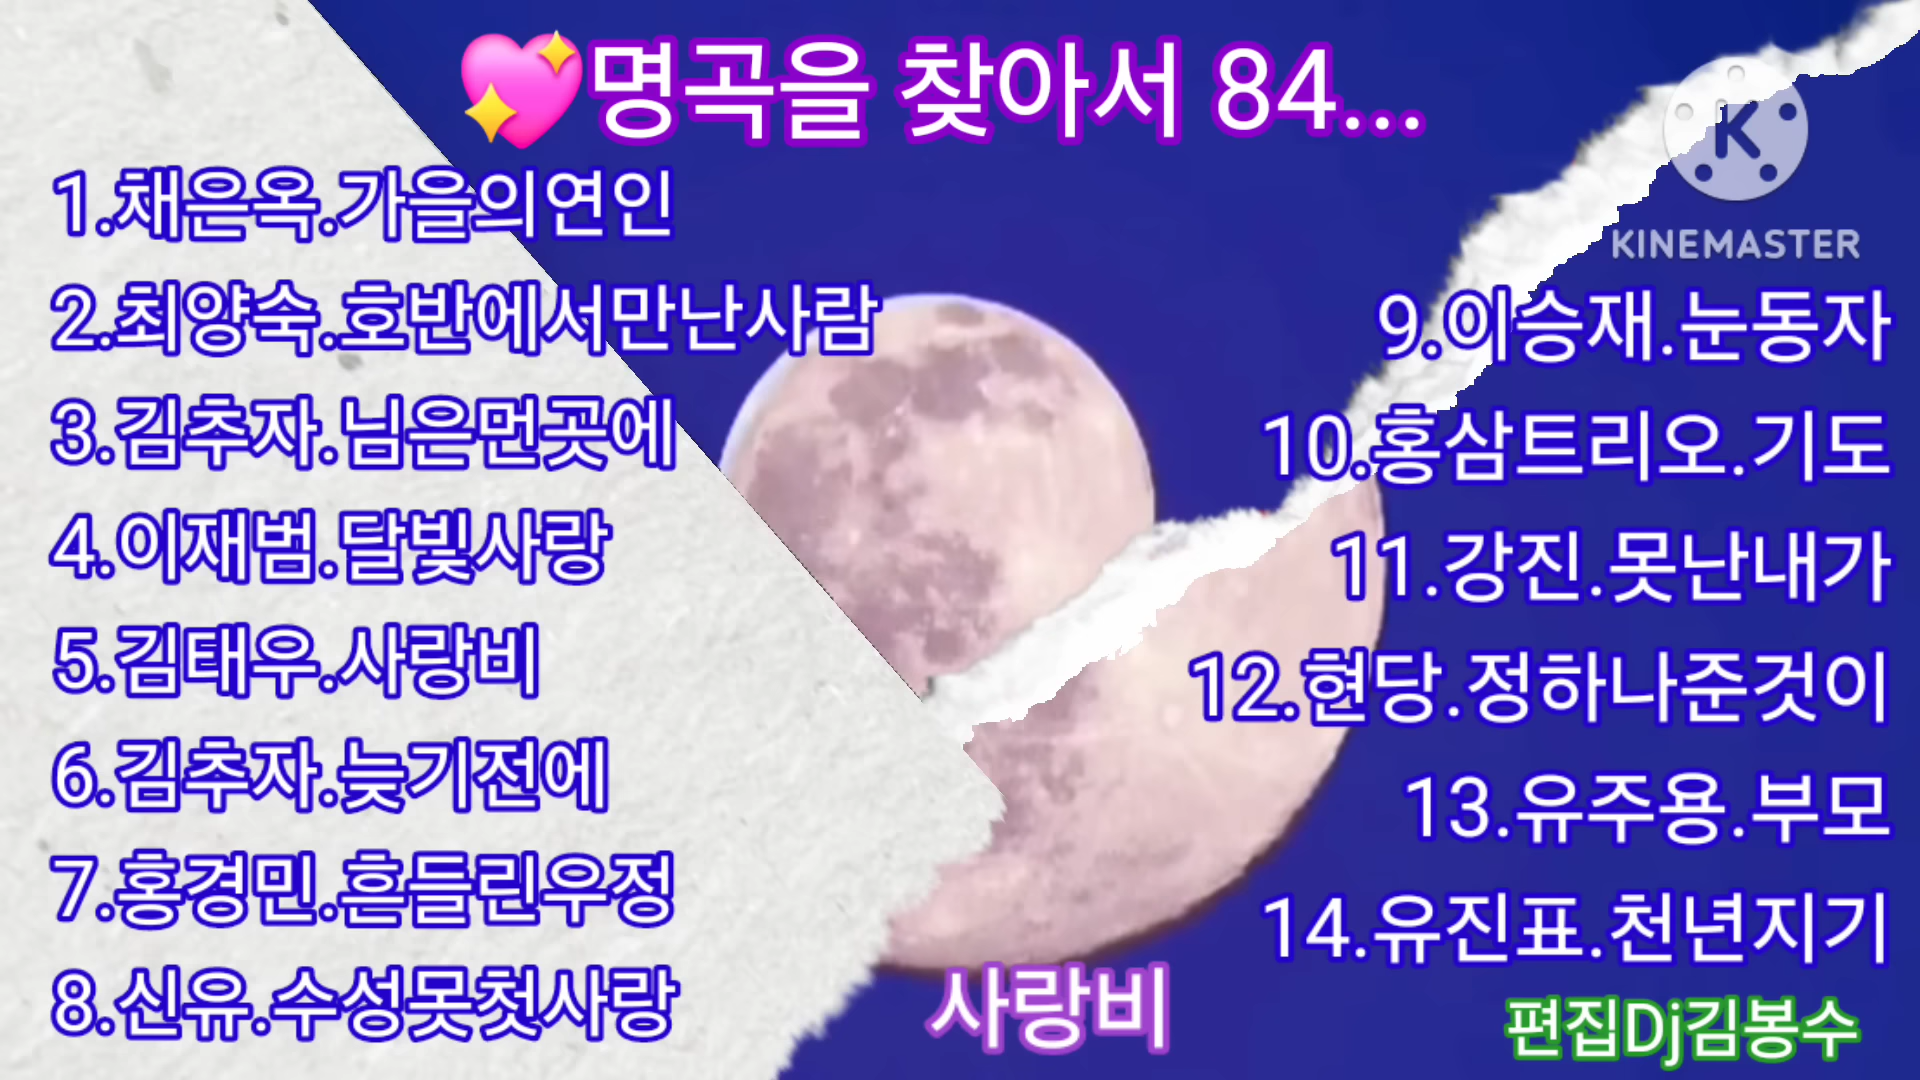 💖명곡을 찾아서 84...
1.채은옥.가을의연인
2.최양숙.호반에서만난사람
3.김추자.님은먼곳에
4.이재범.달빛사랑
5.김태우.사랑비
6.김추자.늦기전에
7.홍경민.흔들린우정
8.신유.수성못첫사랑
K
KINEMASTER
9.이승재.눈동자
10.홍삼트리오.기도
11.강진.못난내가
12.현당.정하나준것이
13.유주용.부모
14.유진표.천년지기
사랑비
편집Dj김봉수